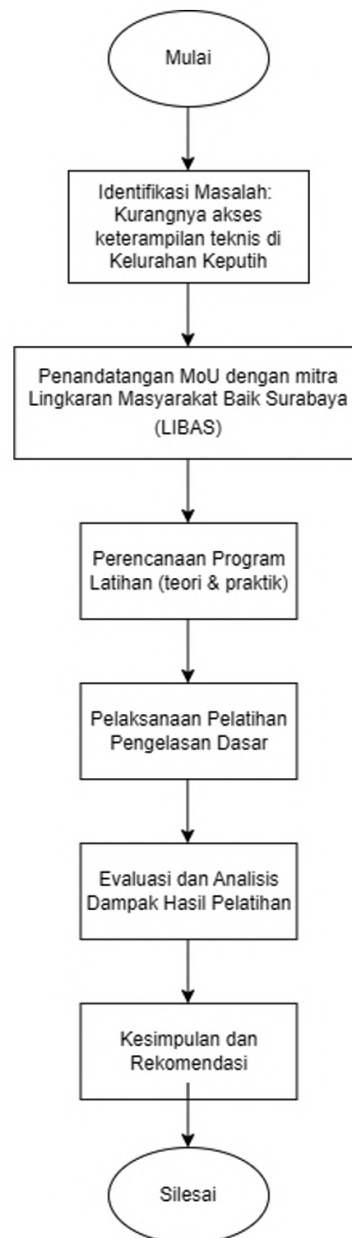 Mulai
Identifikasi Masalah:
Kurangnya akses
keterampilan teknis di
Kelurahan Keputih
Penandatangan MoU dengan mitra
Lingkaran Masyarakat Baik Surabaya
(LIBAS)
Perencanaan Program
Latihan (teori & praktik)
Pelaksanaan Pelatihan
Pengelasan Dasar
Evaluasi dan Analisis
Dampak Hasil Pelatihan
Kesimpulan dan
Rekomendasi
Silesai